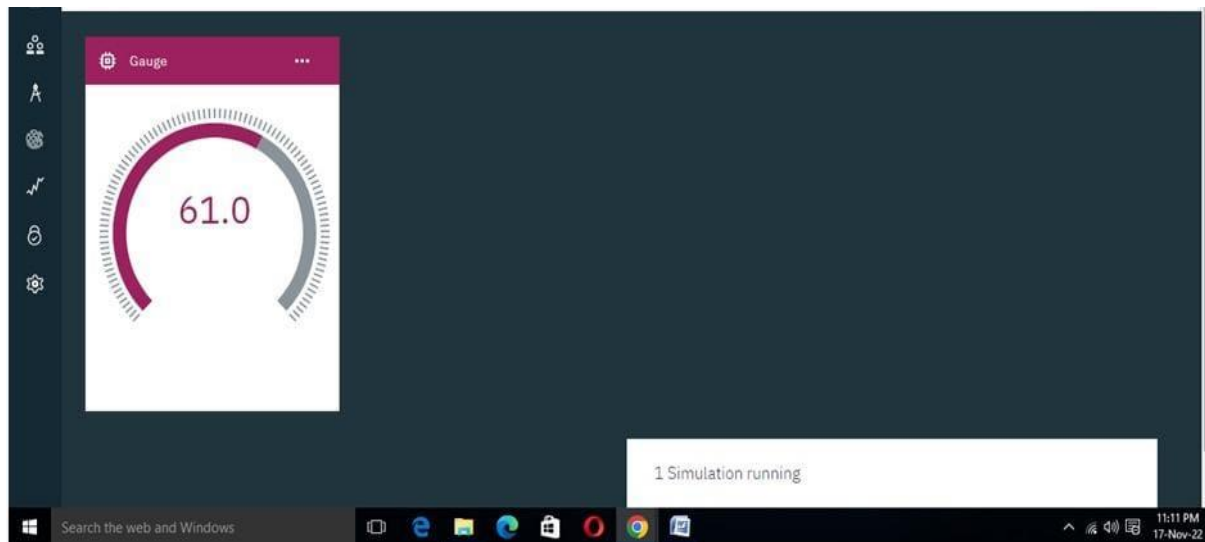 Gauge
61.0
1 Simulation running
Search the web and Windows
11:11 PM
17-Nov-22